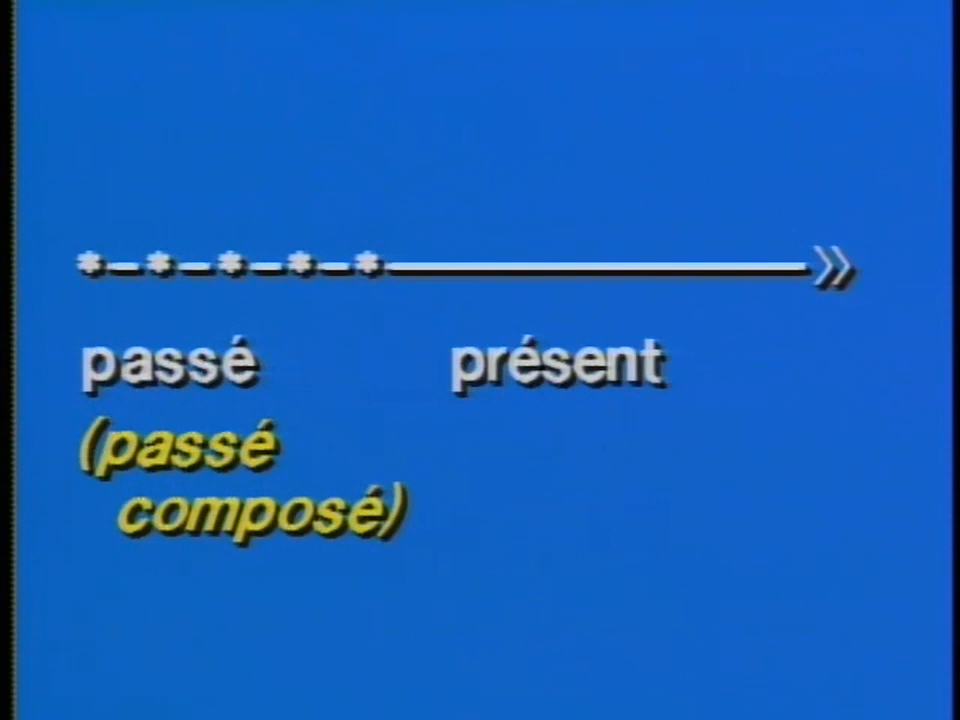 *–*–*–*–*———————»
passé présent
(passé
composé)